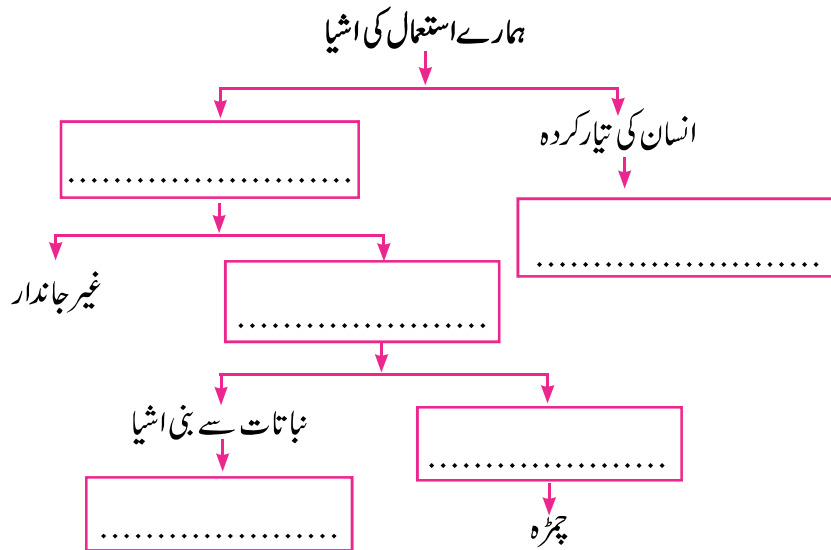 ہمارے استعمال کی اشیا
انسان کی تیار کردہ
........................
........................
غیر جاندار
......................
نباتات سے بنی اشیا
.....................
.....................
چمڑہ